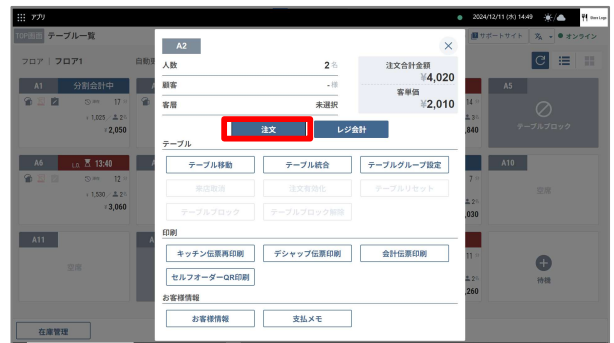 アプリ
2024/12/11 (水) 14:49
TOP画面 テーブル一覧
サポートサイト
オンライン
フロア | フロア1
A1 分割会計中
17
1,025
2,050
A2
人数 2 名
顧客 - 様
客層 未選択
注文合計金額
¥4,020
客単価
¥2,010
注文 レジ会計
テーブル
テーブル移動 テーブル統合 テーブルグループ設定
来店取消 注文有効化 テーブルリセット
テーブルブロック テーブルブロック解除
印刷
キッチン伝票再印刷 デシャップ伝票印刷 会計伝票印刷
セルフオーダーQR印刷
お客様情報
お客様情報 支払メモ
A5
テーブルブロック
14
,840
A6 L.O. 13:40
12
1,530
3,060
A10
空席
7
,030
A11
空席
11
,260
待機
在庫管理